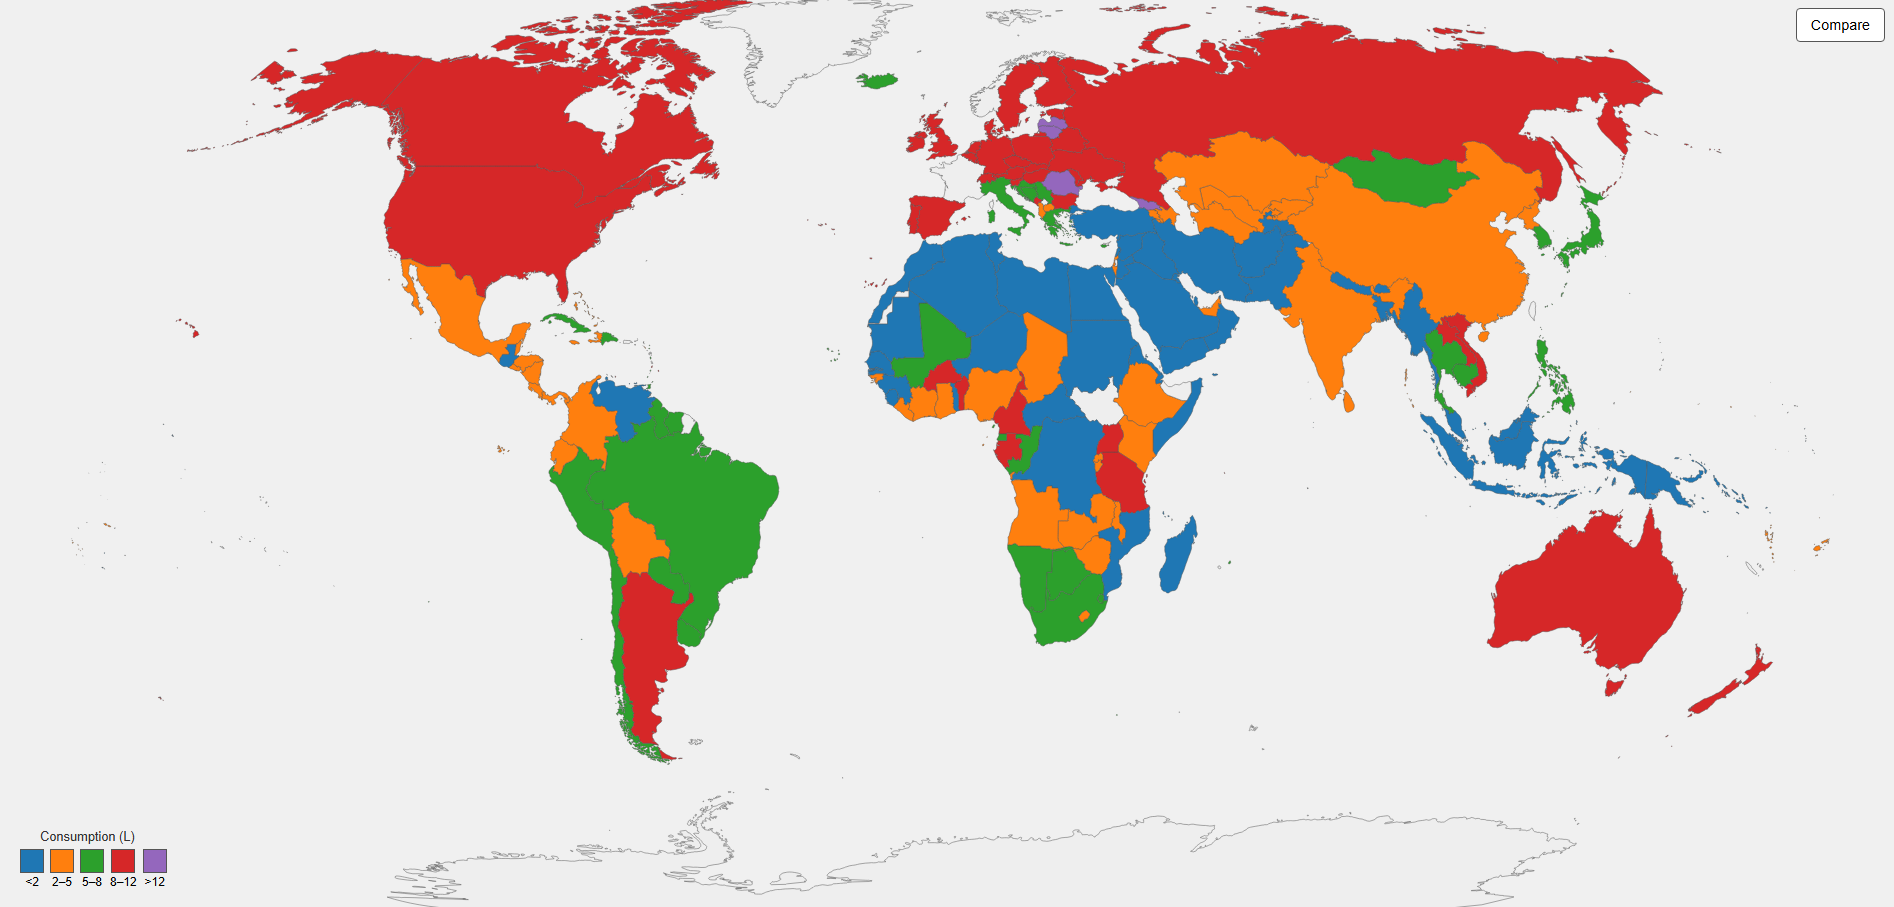 Compare
Consumption (L)
<2 2–5 5–8 8–12 >12